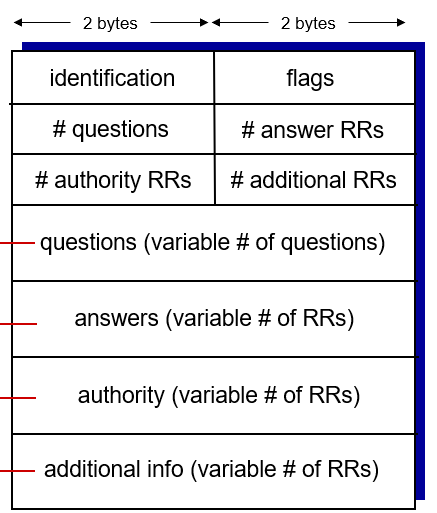 2 bytes 2 bytes
identification flags
# questions # answer RRs
# authority RRs # additional RRs
questions (variable # of questions)
answers (variable # of RRs)
authority (variable # of RRs)
additional info (variable # of RRs)